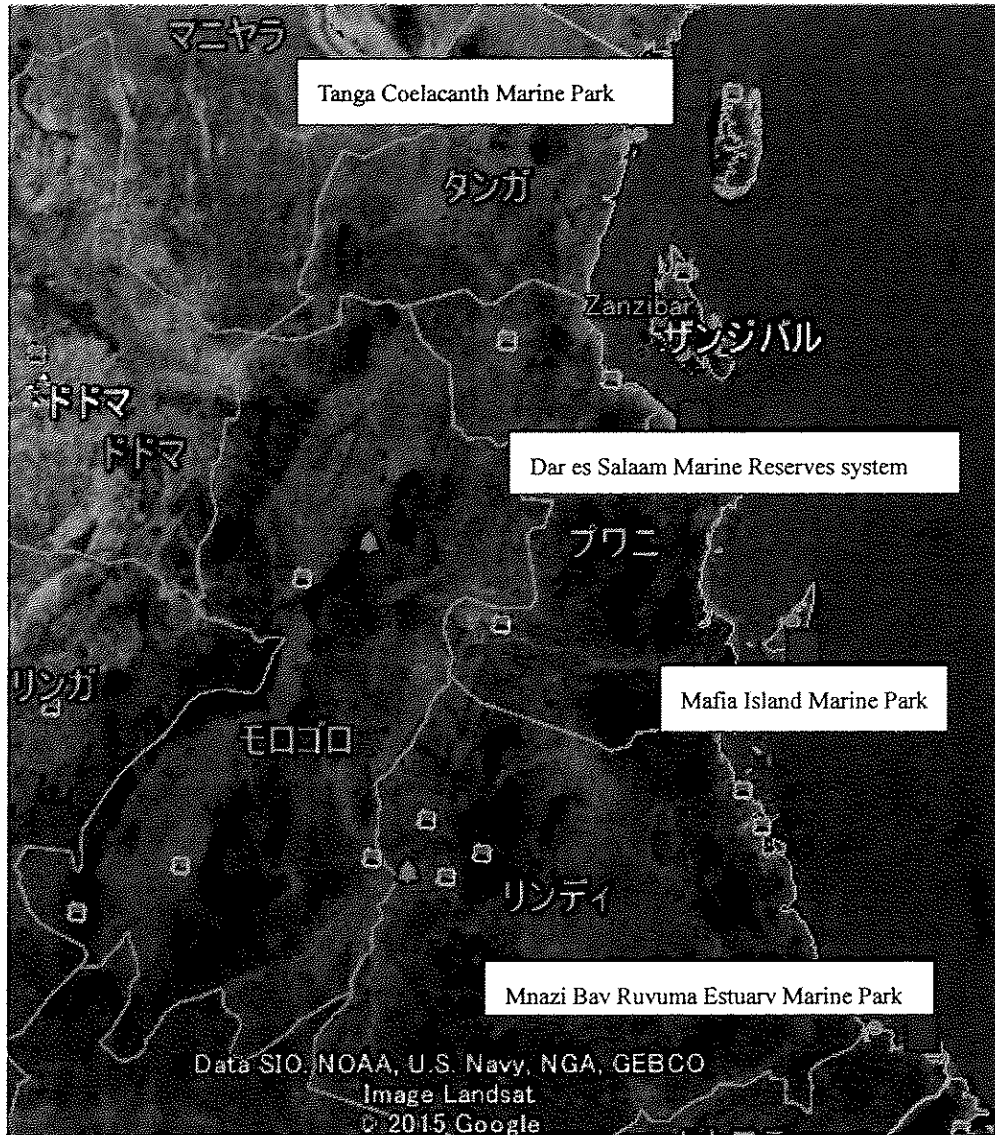 マニヤラ
Tanga Coelacanth Marine Park
タンガ
Zanzibar
ザンジバル
ドドマ
ドドマ
Dar es Salaam Marine Reserves system
プワニ
リンガ
Mafia Island Marine Park
モロゴロ
リンディ
Mnazi Bay Ruvuma Estuary Marine Park
Data SIO, NOAA, U.S. Navy, NGA, GEBCO
Image Landsat
© 2015 Google